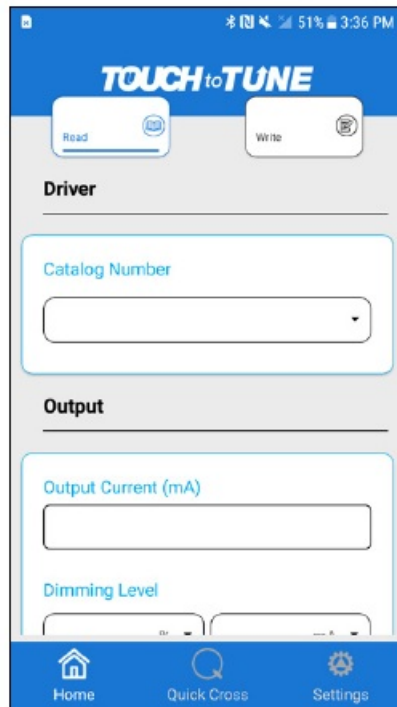 51% 3:36 PM
TOUCH to TUNE
Read
Write
Driver
Catalog Number
Output
Output Current (mA)
Dimming Level
Home
Quick Cross
Settings